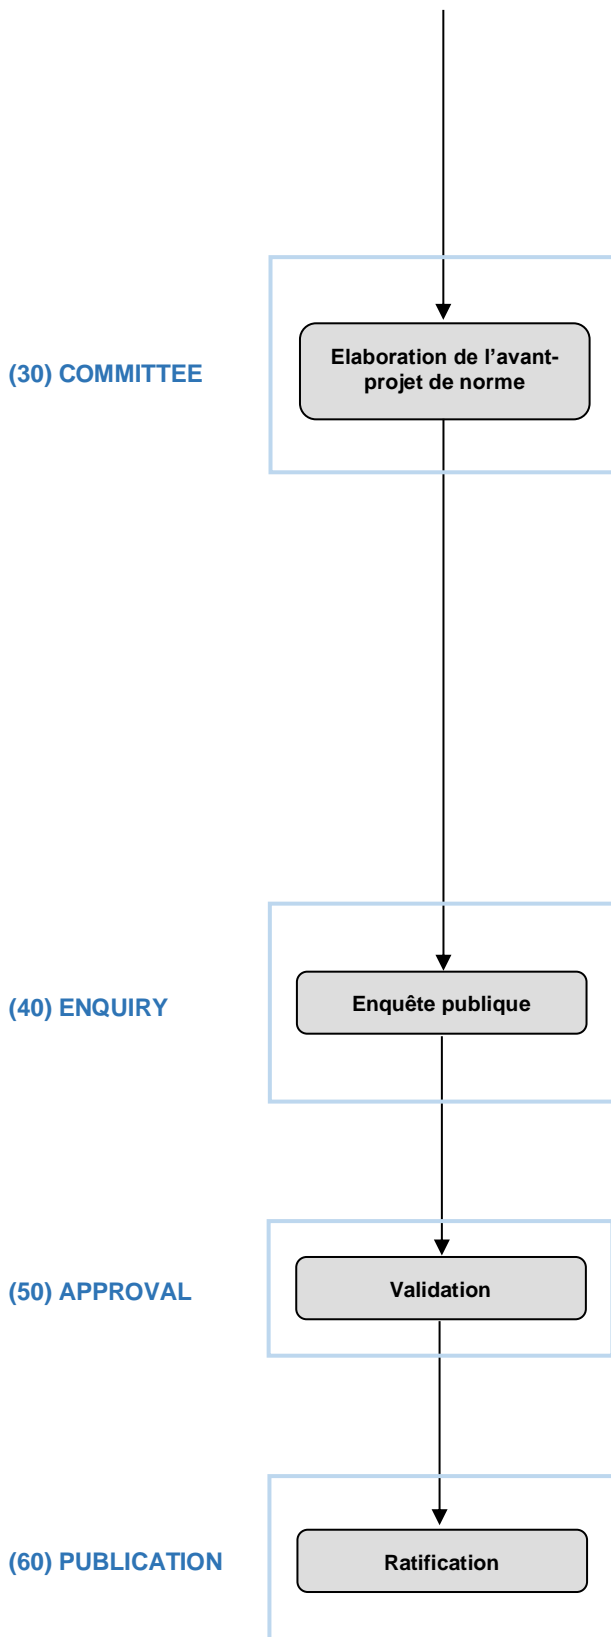 (30) COMMITTEE
Elaboration de l’avant-
projet de norme
(40) ENQUIRY
Enquête publique
(50) APPROVAL
Validation
(60) PUBLICATION
Ratification